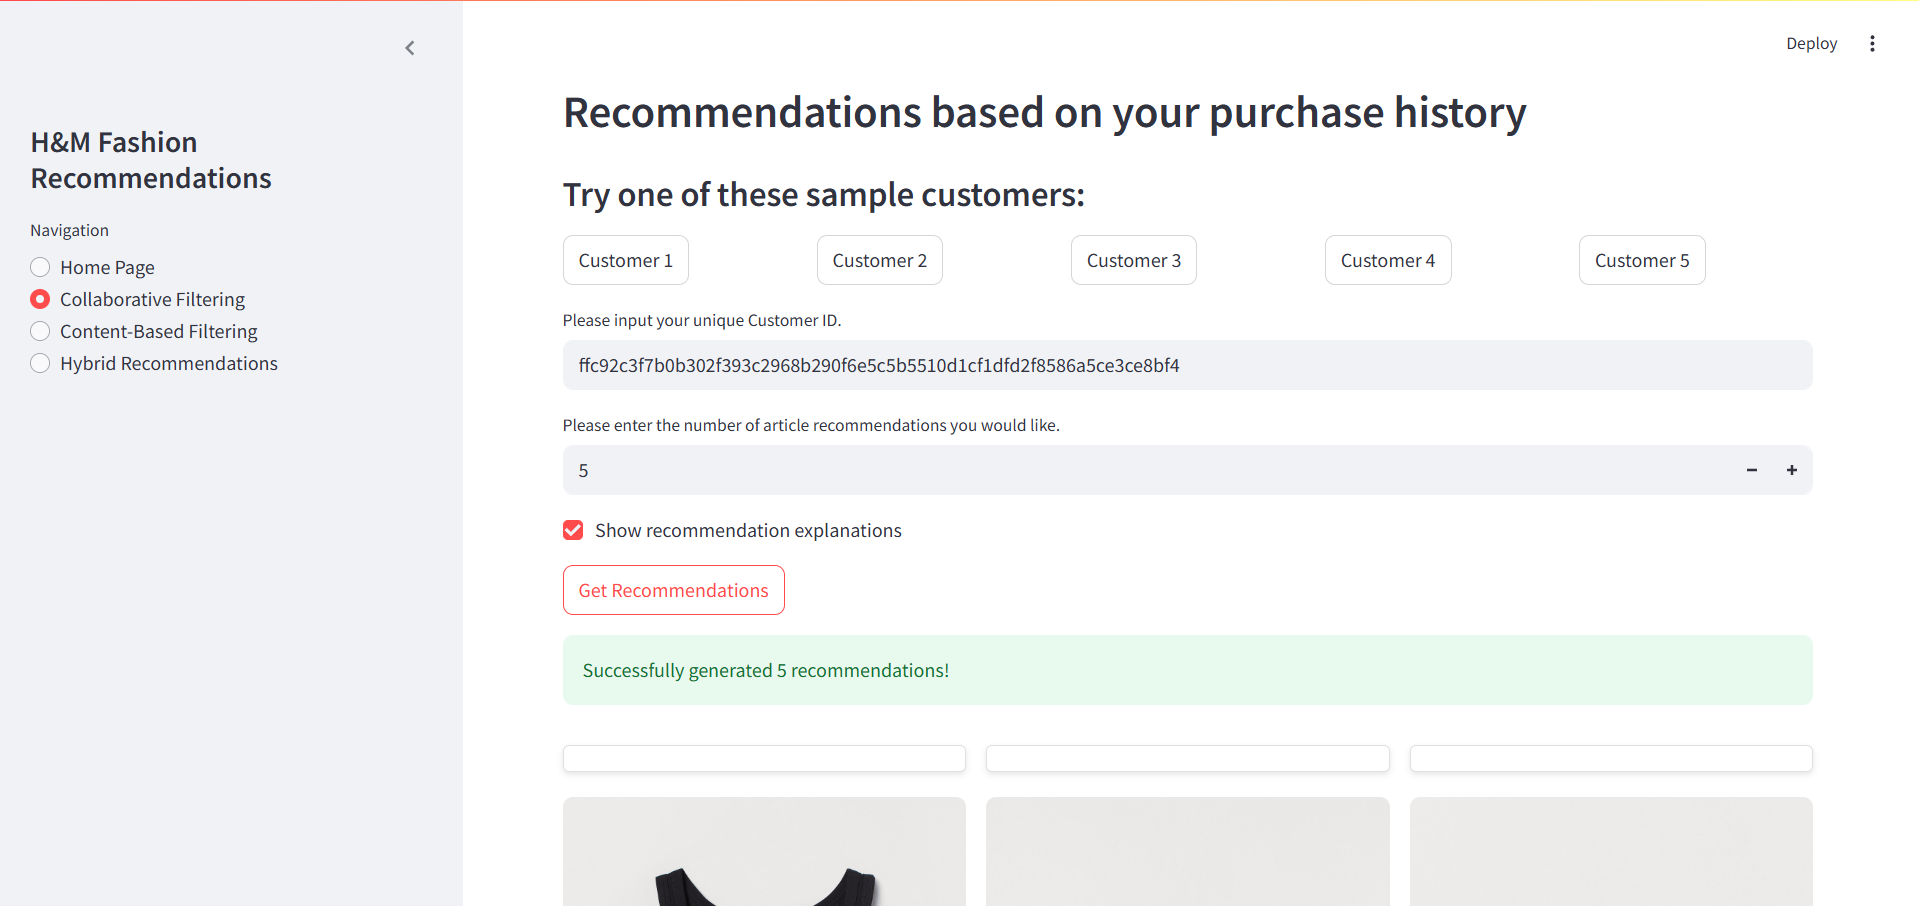 Deploy
H&M Fashion
Recommendations
Navigation
Home Page
Collaborative Filtering
Content-Based Filtering
Hybrid Recommendations
Recommendations based on your purchase history
Try one of these sample customers:
Customer 1
Customer 2
Customer 3
Customer 4
Customer 5
Please input your unique Customer ID.
ffc92c3f7b0b302f393c2968b290f6e5c5b5510d1cf1dfd2f8586a5ce3ce8bf4
Please enter the number of article recommendations you would like.
5
Show recommendation explanations
Get Recommendations
Successfully generated 5 recommendations!